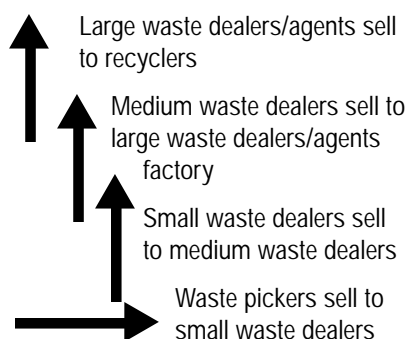 Large waste dealers/agents sell
to recyclers
Medium waste dealers sell to
large waste dealers/agents
factory
Small waste dealers sell
to medium waste dealers
Waste pickers sell to
small waste dealers